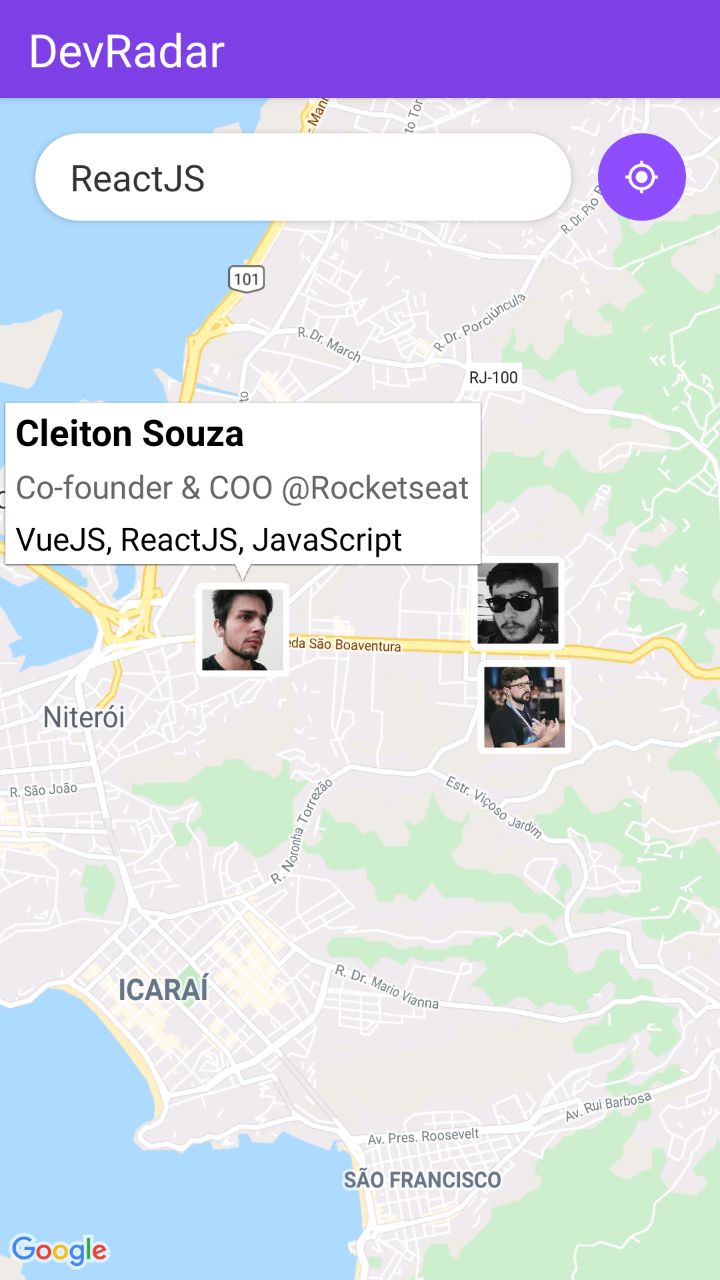 DevRadar
ReactJS
R. Dr. Pio B
101
R. Dr. March
R. Dr. Porciúncula
RJ-100
Cleiton Souza
Co-founder & COO @Rocketseat
VueJS, ReactJS, JavaScript
eda São Boaventura
Niterói
R. São João
R. Noronha Torrezão
Estr. Viçoso Jardim
ICARAÍ
R. Dr. Mario Vianna
Av. Rui Barbosa
Av. Pres. Roosevelt
SÃO FRANCISCO
Google